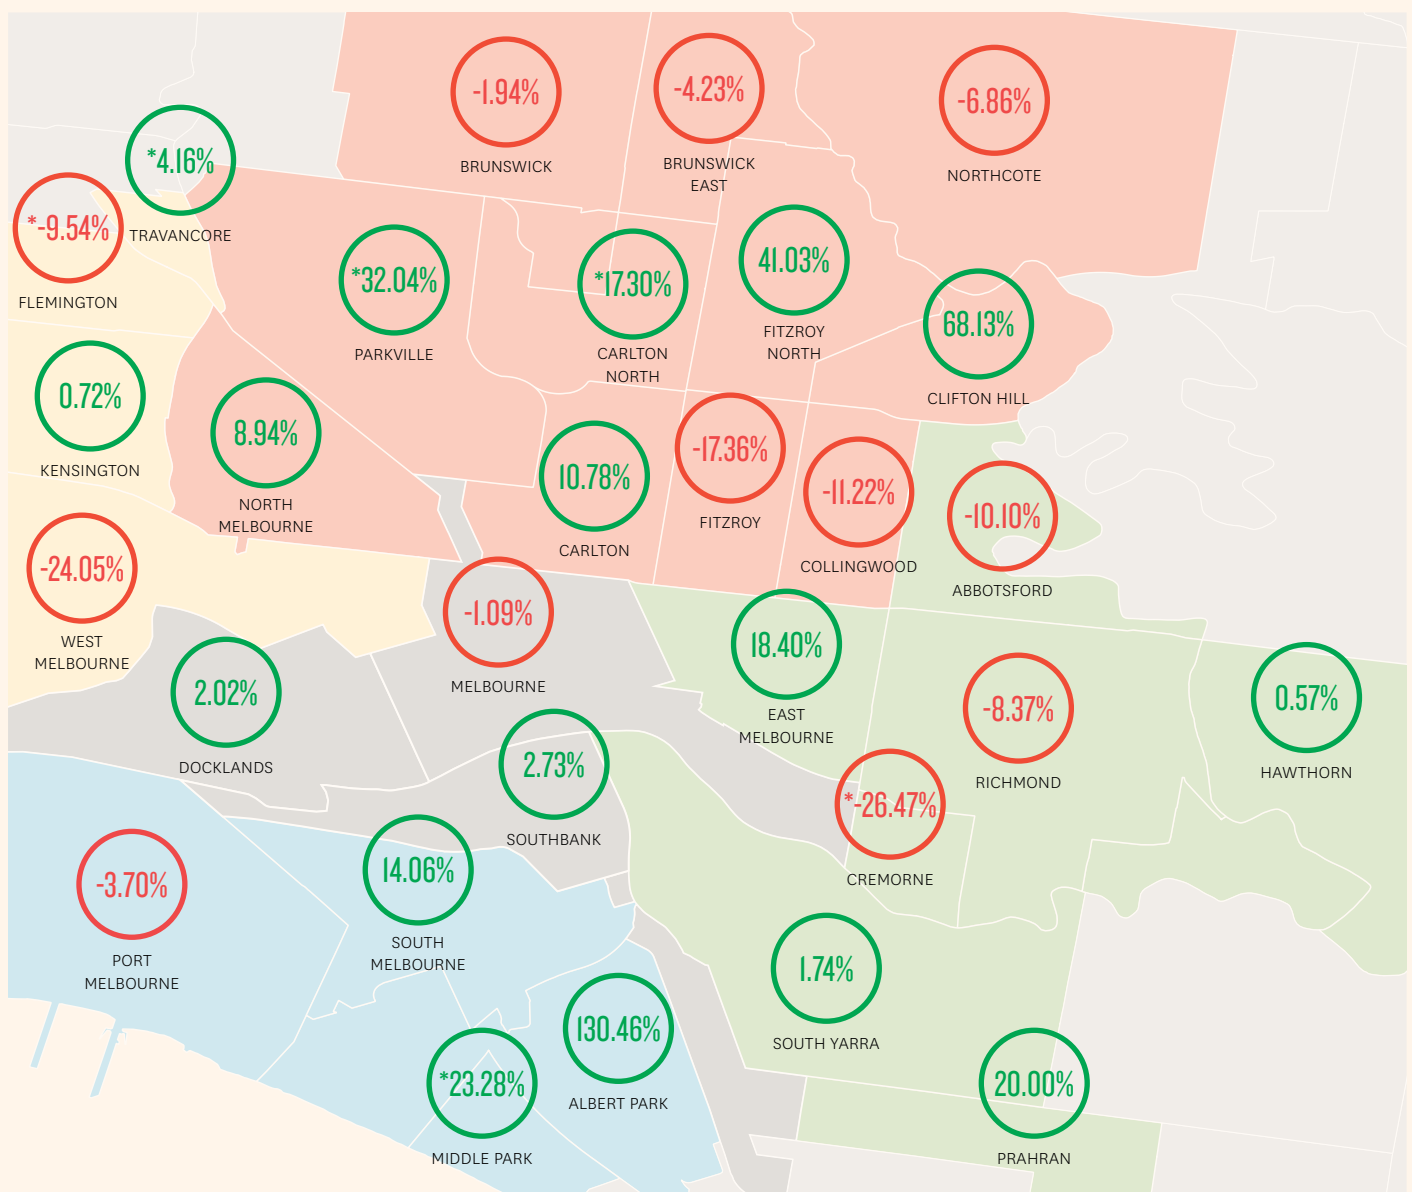 -1.94%
BRUNSWICK
-4.23%
BRUNSWICK
EAST
-6.86%
NORTHCOTE
*4.16%
TRAVANCORE
*-9.54%
FLEMINGTON
*32.04%
PARKVILLE
*17.30%
CARLTON
NORTH
41.03%
FITZROY
NORTH
68.13%
CLIFTON HILL
0.72%
KENSINGTON
8.94%
NORTH
MELBOURNE
10.78%
CARLTON
-17.36%
FITZROY
-11.22%
COLLINGWOOD
-10.10%
ABBOTSFORD
-24.05%
WEST
MELBOURNE
-1.09%
MELBOURNE
18.40%
EAST
MELBOURNE
2.02%
DOCKLANDS
2.73%
SOUTHBANK
-8.37%
RICHMOND
0.57%
HAWTHORN
*-26.47%
CREMORNE
-3.70%
PORT
MELBOURNE
14.06%
SOUTH
MELBOURNE
1.74%
SOUTH YARRA
130.46%
ALBERT PARK
*23.28%
MIDDLE PARK
20.00%
PRAHRAN